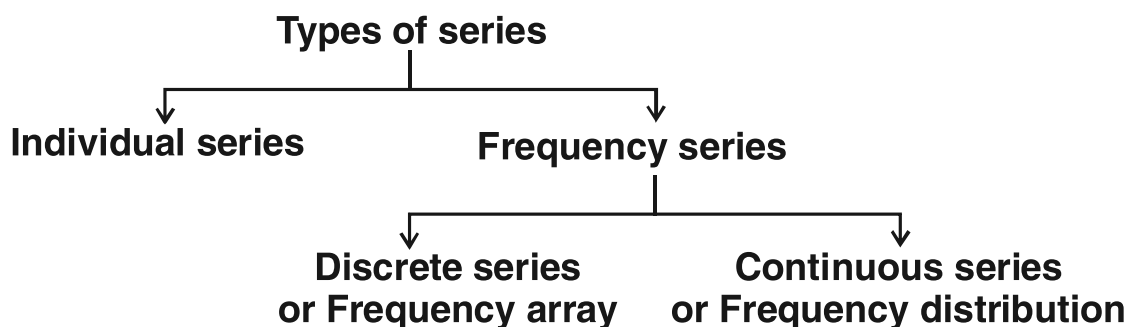 Types of series
Individual series
Frequency series
Discrete series
or Frequency array
Continuous series
or Frequency distribution